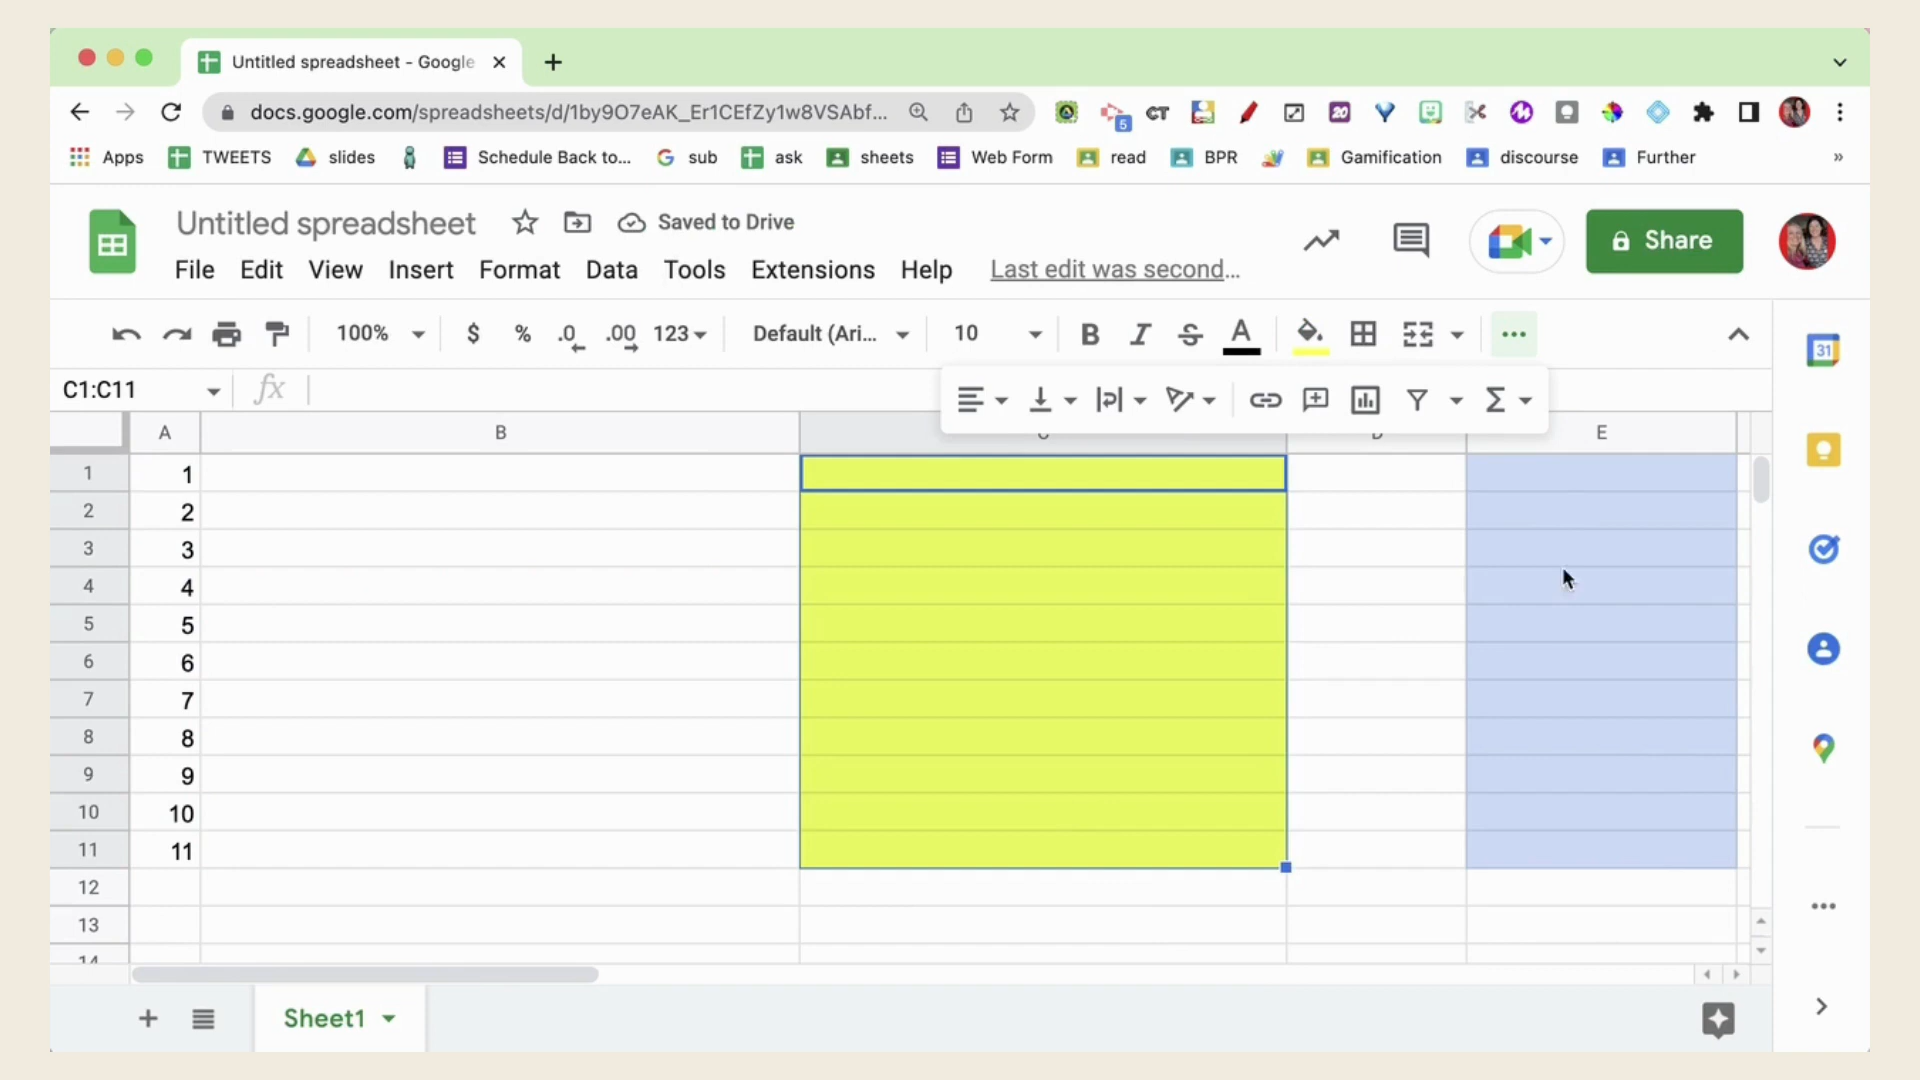 Untitled spreadsheet - Google
docs.google.com/spreadsheets/d/1by9O7eAK_Er1CEfZy1w8VSAbf...
5
CT
20
Apps
TWEETS
slides
Schedule Back to...
sub
ask
sheets
Web Form
read
BPR
Gamification
discourse
Further
»
Untitled spreadsheet
Saved to Drive
Share
File Edit View Insert Format Data Tools Extensions Help
Last edit was second...
100%
$ % .0 .00 123
Default (Ari...
10
B I S A
31
C1:C11
fx
A B D E
1 1
2 2
3 3
4 4
5 5
6 6
7 7
8 8
9 9
10 10
11 11
12
13
14
Sheet1